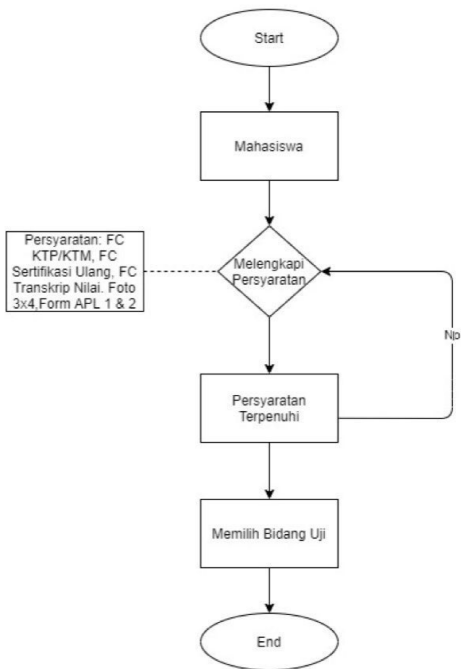 Start
Mahasiswa
Persyaratan: FC
KTP/KTM, FC
Sertifikasi Ulang, FC
Transkrip Nilai. Foto
3x4,Form APL 1 & 2
Melengkapi
Persyaratan
No
Persyaratan
Terpenuhi
Memilih Bidang Uji
End